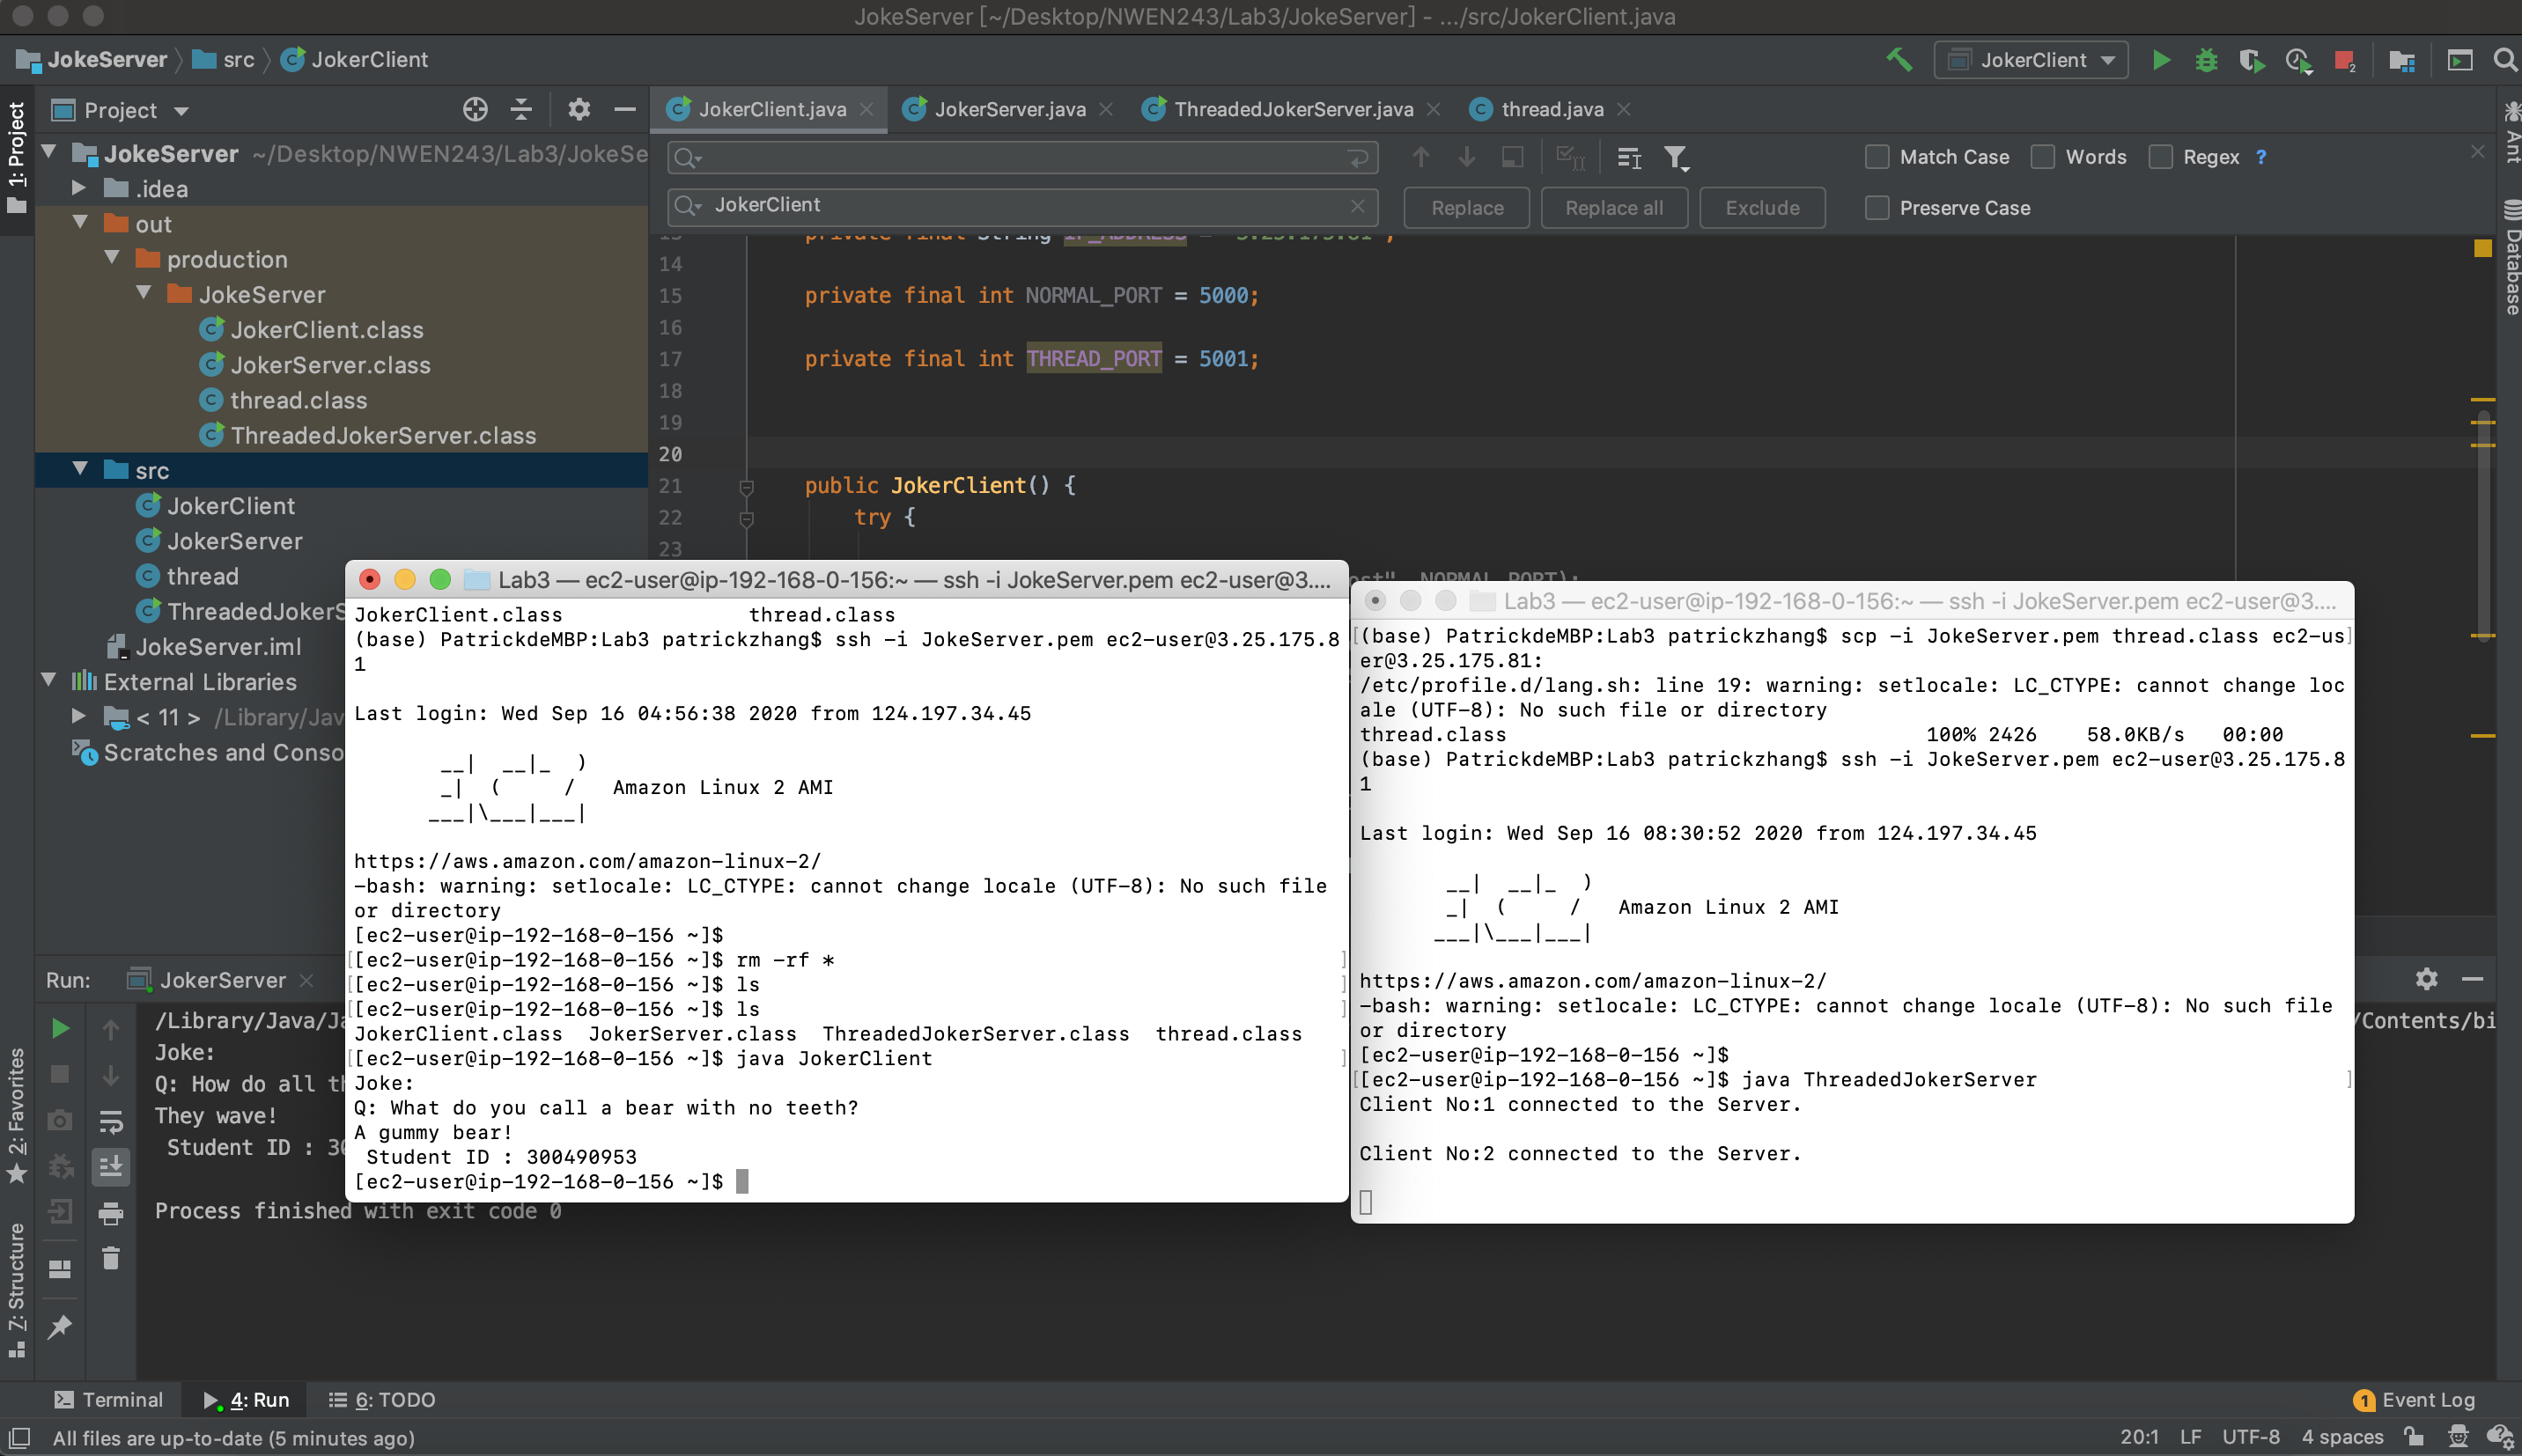 JokeServer [~/Desktop/NWEN243/Lab3/JokeServer] - .../src/JokerClient.java
JokeServer
src
JokerClient
JokerClient
2
1: Project
Project
JokerClient.java
JokerServer.java
ThreadedJokerServer.java
thread.java
Ant
Database
JokeServer ~/Desktop/NWEN243/Lab3/JokeSe
.idea
out
production
JokeServer
JokerClient.class
JokerServer.class
thread.class
ThreadedJokerServer.class
src
JokerClient
JokerServer
thread
ThreadedJokerS
JokeServer.iml
External Libraries
< 11 > /Library/Jav
Scratches and Conso
Match Case
Words
Regex
?
JokerClient
Replace
Replace all
Exclude
Preserve Case
14
15 private final int NORMAL_PORT = 5000;
16
17 private final int THREAD_PORT = 5001;
18
19
20
21 public JokerClient() {
22 try {
23
Lab3 — ec2-user@ip-192-168-0-156:~ — ssh -i JokeServer.pem ec2-user@3....
JokerClient.class thread.class
(base) PatrickdeMBP:Lab3 patrickzhang$ ssh -i JokeServer.pem ec2-user@3.25.175.8
1
Last login: Wed Sep 16 04:56:38 2020 from 124.197.34.45
__| __|_ )
_| ( / Amazon Linux 2 AMI
___|\___|___|
https://aws.amazon.com/amazon-linux-2/
-bash: warning: setlocale: LC_CTYPE: cannot change locale (UTF-8): No such file
or directory
[ec2-user@ip-192-168-0-156 ~]$
[[ec2-user@ip-192-168-0-156 ~]$ rm -rf * ]
[[ec2-user@ip-192-168-0-156 ~]$ ls ]
[[ec2-user@ip-192-168-0-156 ~]$ ls ]
JokerClient.class JokerServer.class ThreadedJokerServer.class thread.class
[[ec2-user@ip-192-168-0-156 ~]$ java JokerClient ]
Joke:
Q: What do you call a bear with no teeth?
A gummy bear!
Student ID : 300490953
[ec2-user@ip-192-168-0-156 ~]$
Lab3 — ec2-user@ip-192-168-0-156:~ — ssh -i JokeServer.pem ec2-user@3....
[(base) PatrickdeMBP:Lab3 patrickzhang$ scp -i JokeServer.pem thread.class ec2-us]
er@3.25.175.81:
/etc/profile.d/lang.sh: line 19: warning: setlocale: LC_CTYPE: cannot change loc
ale (UTF-8): No such file or directory
thread.class 100% 2426 58.0KB/s 00:00
(base) PatrickdeMBP:Lab3 patrickzhang$ ssh -i JokeServer.pem ec2-user@3.25.175.8
1
Last login: Wed Sep 16 08:30:52 2020 from 124.197.34.45
__| __|_ )
_| ( / Amazon Linux 2 AMI
___|\___|___|
https://aws.amazon.com/amazon-linux-2/
-bash: warning: setlocale: LC_CTYPE: cannot change locale (UTF-8): No such file
or directory
[ec2-user@ip-192-168-0-156 ~]$
[[ec2-user@ip-192-168-0-156 ~]$ java ThreadedJokerServer ]
Client No:1 connected to the Server.
Client No:2 connected to the Server.
Run:
JokerServer
/Library/Java/Ja
/Contents/bi
Joke:
Q: How do all th
They wave!
Student ID : 30
Process finished with exit code 0
2: Favorites
7: Structure
Terminal
4: Run
6: TODO
1 Event Log
All files are up-to-date (5 minutes ago)
20:1 LF UTF-8 4 spaces